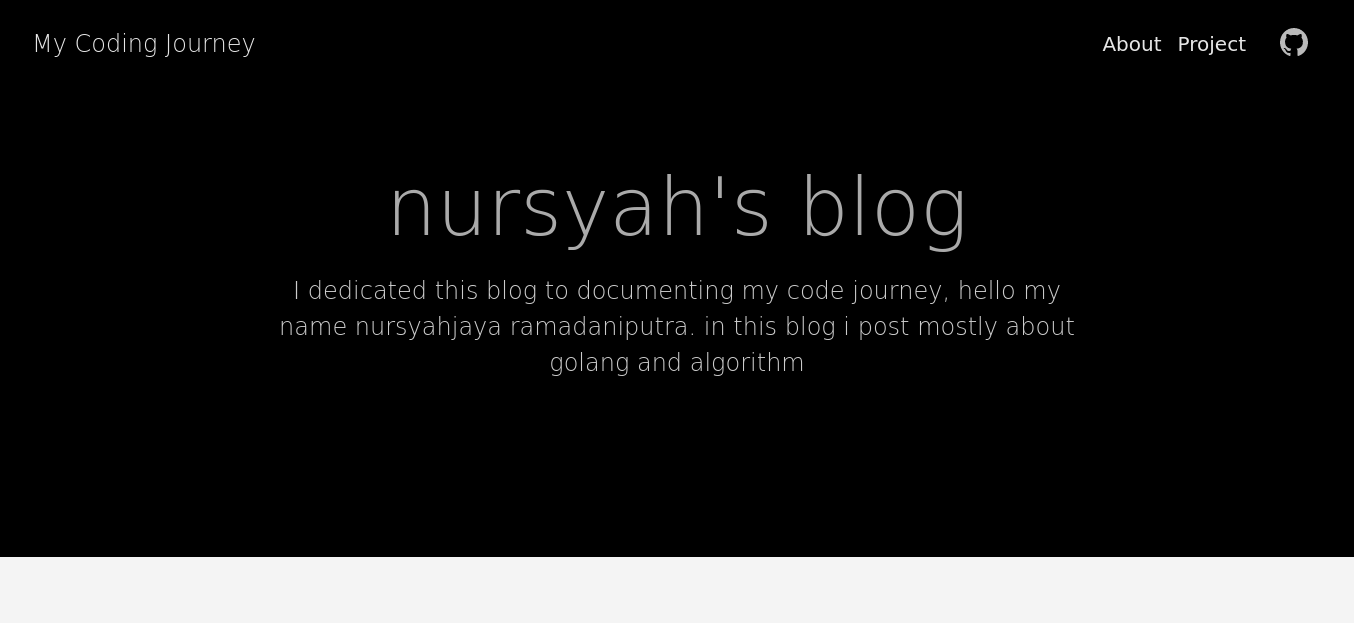 My Coding Journey
About Project
nursyah's blog
I dedicated this blog to documenting my code journey, hello my
name nursyahjaya ramadaniputra. in this blog i post mostly about
golang and algorithm